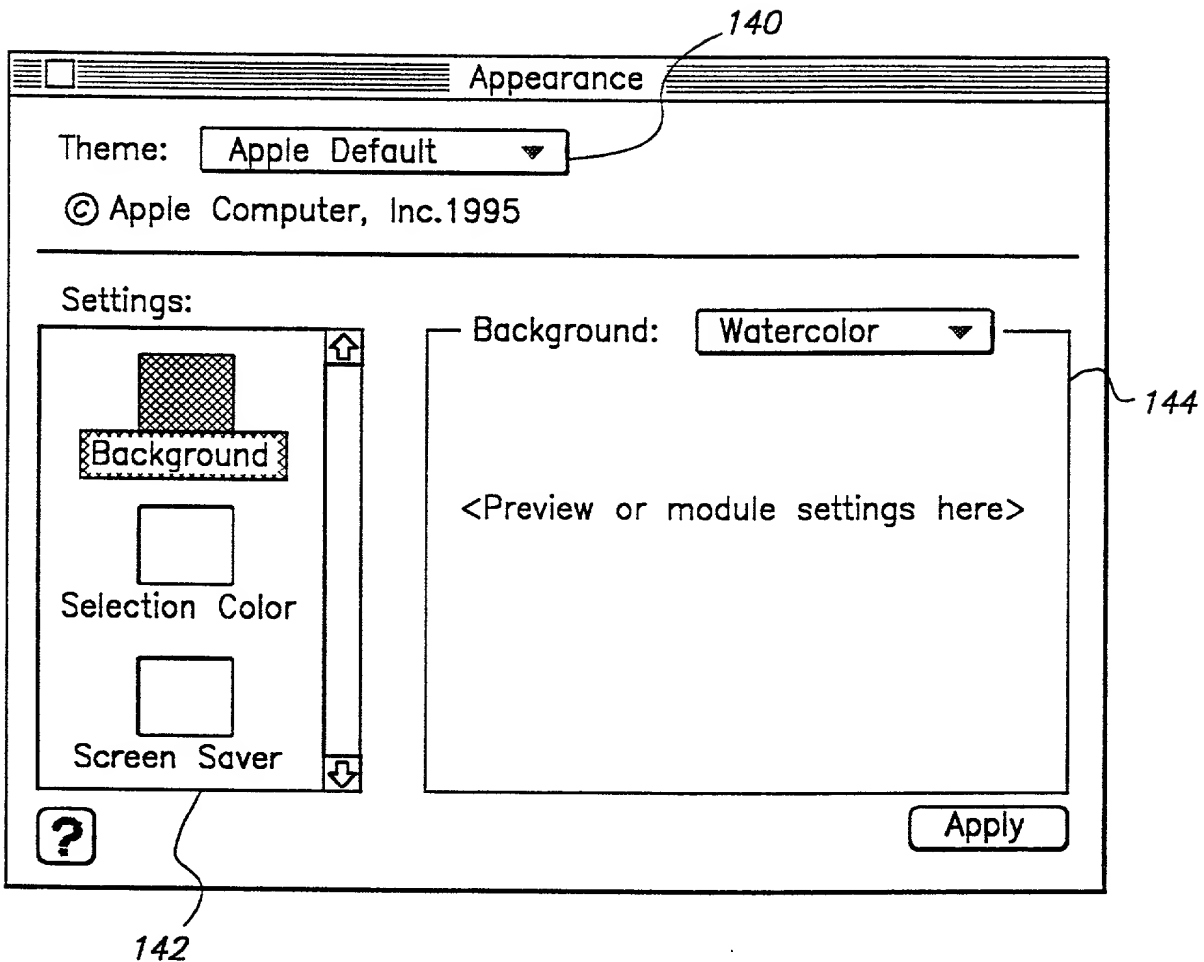 140
Appearance
Theme: Apple Default
© Apple Computer, Inc.1995
Settings:
Background
Selection Color
Screen Saver
Background: Watercolor
144
<Preview or module settings here>
?
Apply
142